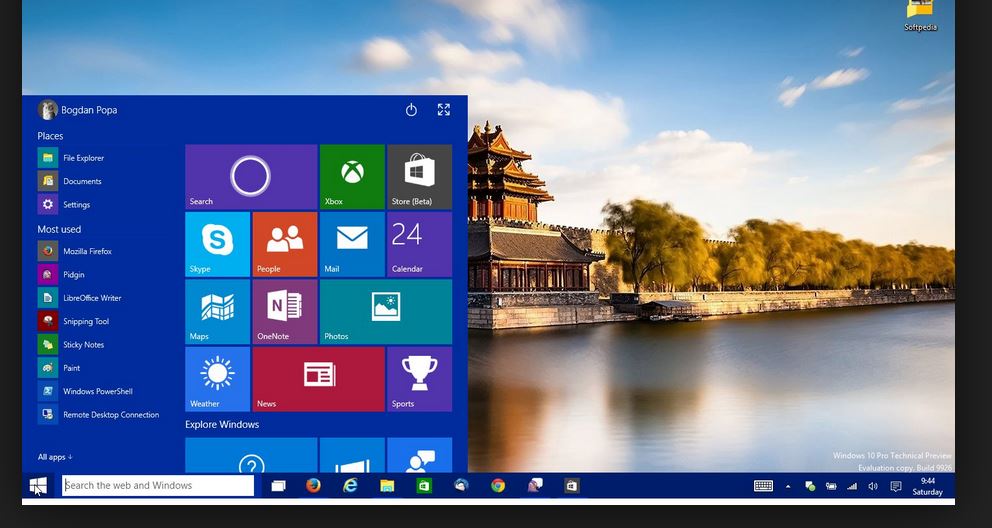 Softpedia
Bogdan Popa
Places
File Explorer
Documents
Settings
Most used
Mozilla Firefox
Pidgin
LibreOffice Writer
Snipping Tool
Sticky Notes
Paint
Windows PowerShell
Remote Desktop Connection
All apps
Search
Xbox
Store (Beta)
Skype
People
Mail
24
Calendar
Maps
N
OneNote
Photos
Weather
News
Sports
Explore Windows
?
Windows 10 Pro Technical Preview
Evaluation copy. Build 9926
Search the web and Windows
9:44
Saturday